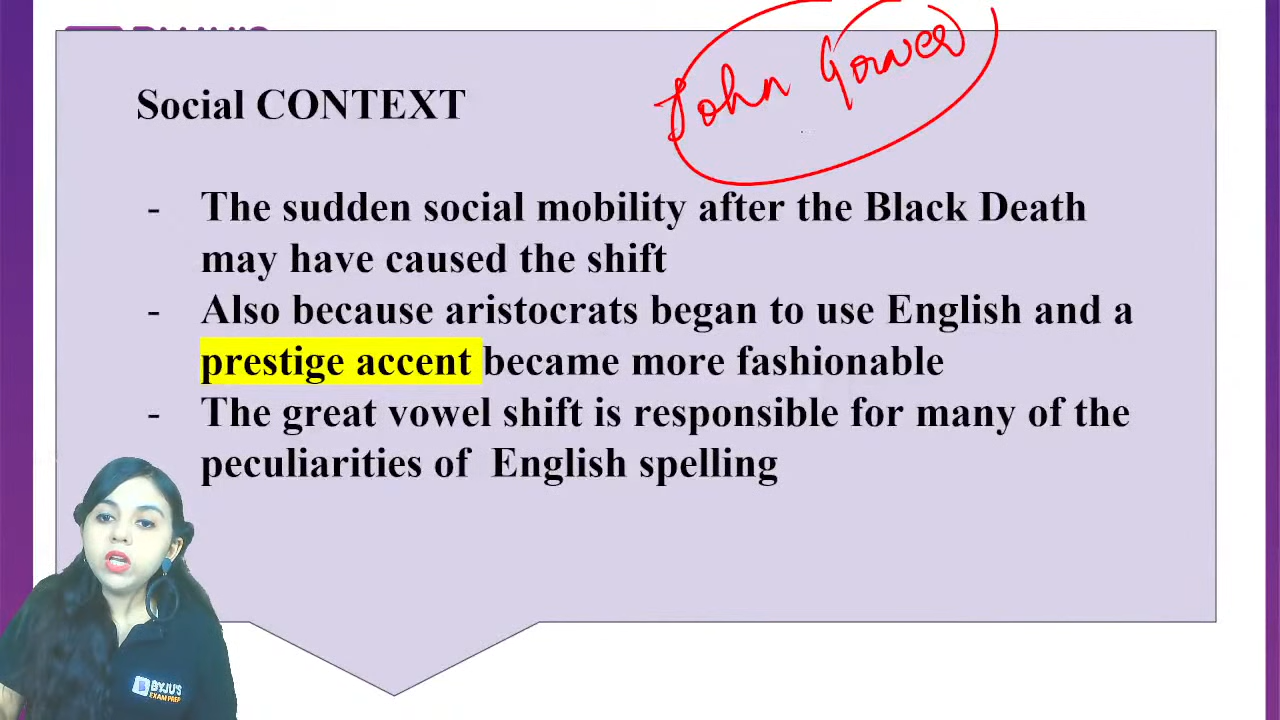 BYJU'S
John Gower
Social CONTEXT
- The sudden social mobility after the Black Death
may have caused the shift
- Also because aristocrats began to use English and a
prestige accent became more fashionable
- The great vowel shift is responsible for many of the
peculiarities of English spelling
BYJU'S
EXAM PREP